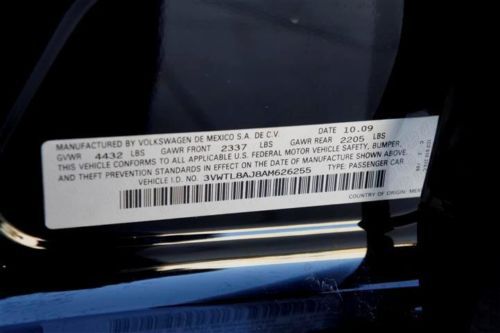 MANUFACTURED BY VOLKSWAGEN DE MEXICO S.A. DE C.V. DATE 10.09
GVWR 4432 LBS GAWR FRONT 2337 LBS GAWR REAR 2205 LBS
THIS VEHICLE CONFORMS TO ALL APPLICABLE U.S. FEDERAL MOTOR VEHICLE SAFETY, BUMPER,
AND THEFT PREVENTION STANDARDS IN EFFECT ON THE DATE OF MANUFACTURE SHOWN ABOVE.
VEHICLE I.D. NO. 3VWTLBAJ8AM626255 TYPE: PASSENGER CAR
COUNTRY OF ORIGIN: